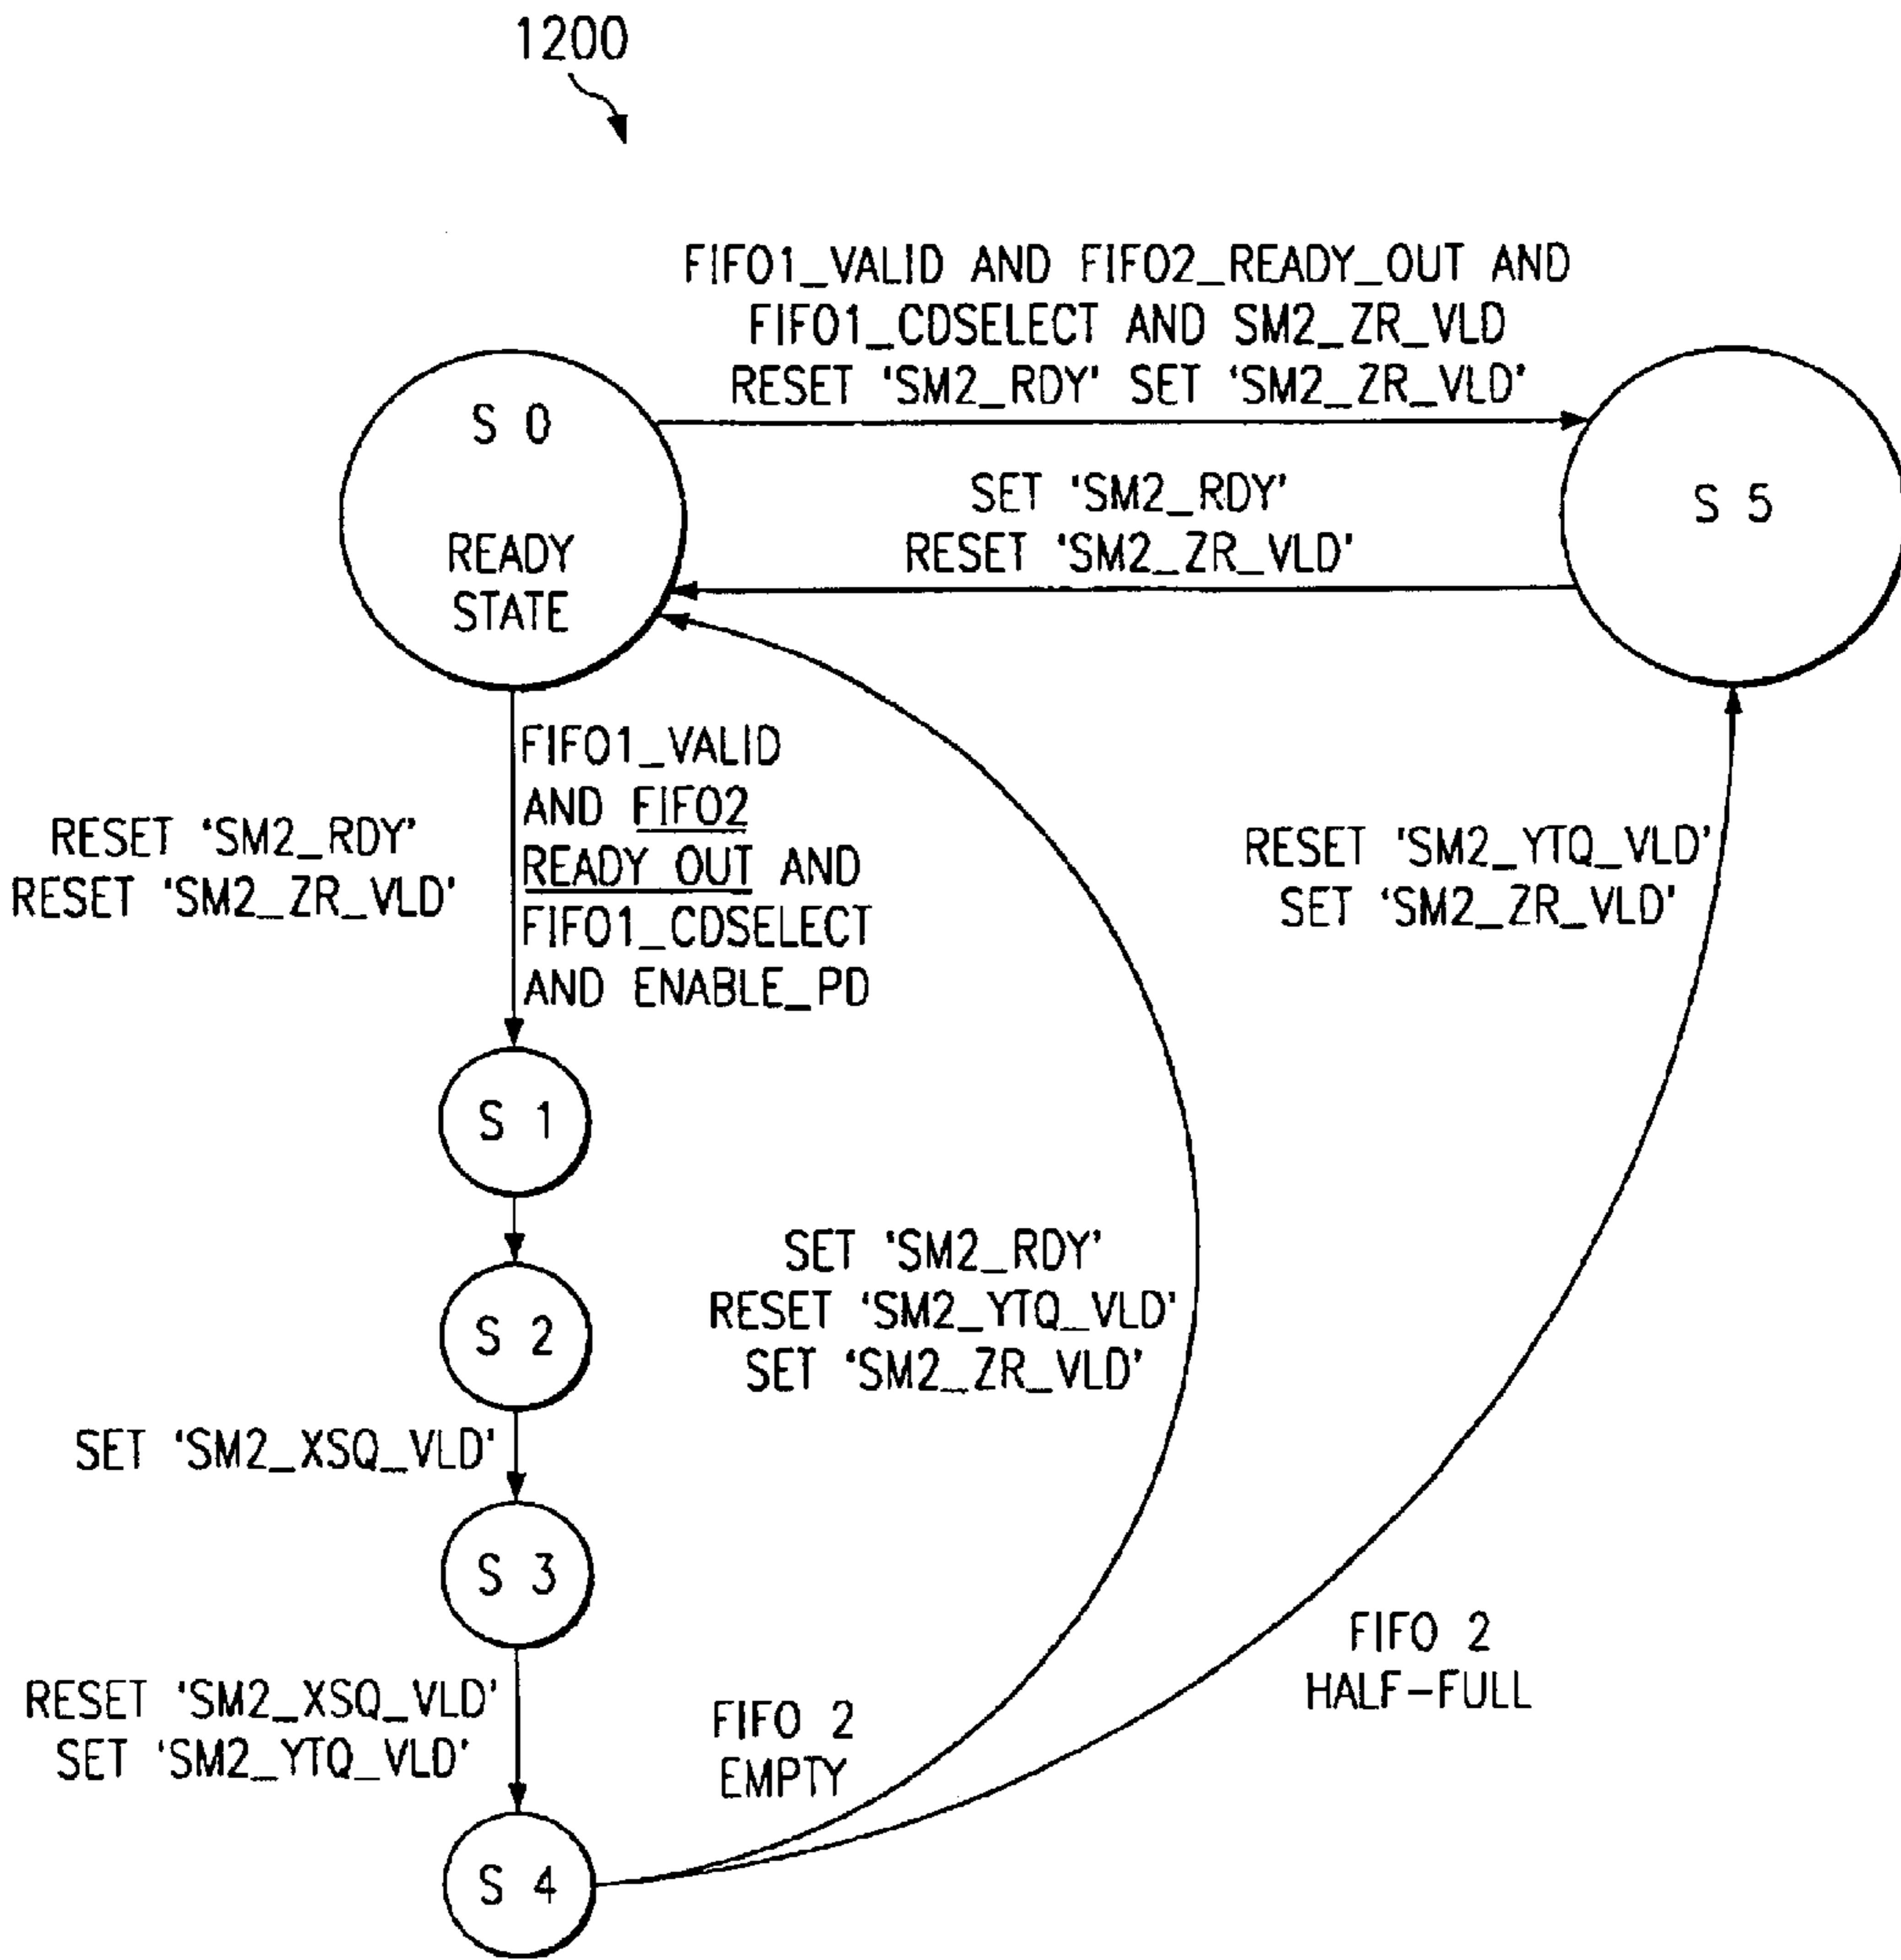 1200
FIFO1_VALID AND FIFO2_READY_OUT AND
FIFO1_CDSELECT AND SM2_ZR_VLD
RESET 'SM2_RDY' SET 'SM2_ZR_VLD'
S 0
READY
STATE
SET 'SM2_RDY'
RESET 'SM2_ZR_VLD'
S 5
FIFO1_VALID
AND FIFO2
READY OUT AND
FIFO1_CDSELECT
AND ENABLE_PD
RESET 'SM2_RDY'
RESET 'SM2_ZR_VLD'
RESET 'SM2_YTQ_VLD'
SET 'SM2_ZR_VLD'
S 1
S 2
SET 'SM2_RDY'
RESET 'SM2_YTQ_VLD'
SET 'SM2_ZR_VLD'
SET 'SM2_XSQ_VLD'
S 3
RESET 'SM2_XSQ_VLD'
SET 'SM2_YTQ_VLD'
FIFO 2
EMPTY
FIFO 2
HALF-FULL
S 4